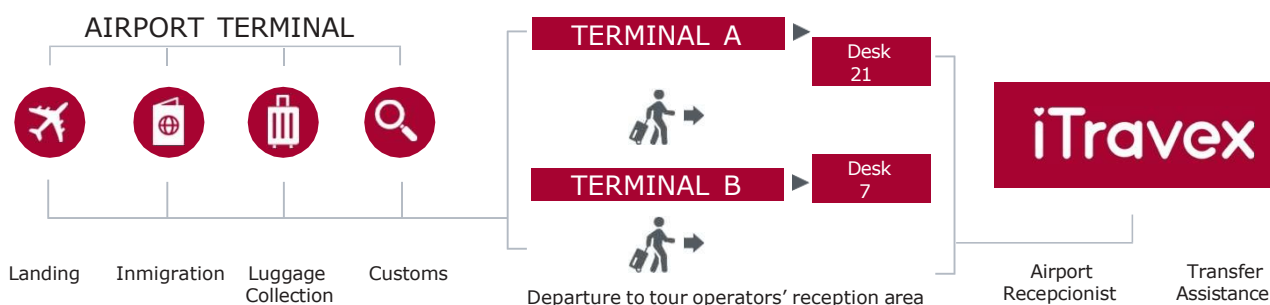 AIRPORT TERMINAL
TERMINAL A
Desk
21
iTravex
TERMINAL B
Desk
7
Landing
Inmigration
Luggage
Collection
Customs
Departure to tour operators’ reception area
Airport
Recepcionist
Transfer
Assistance